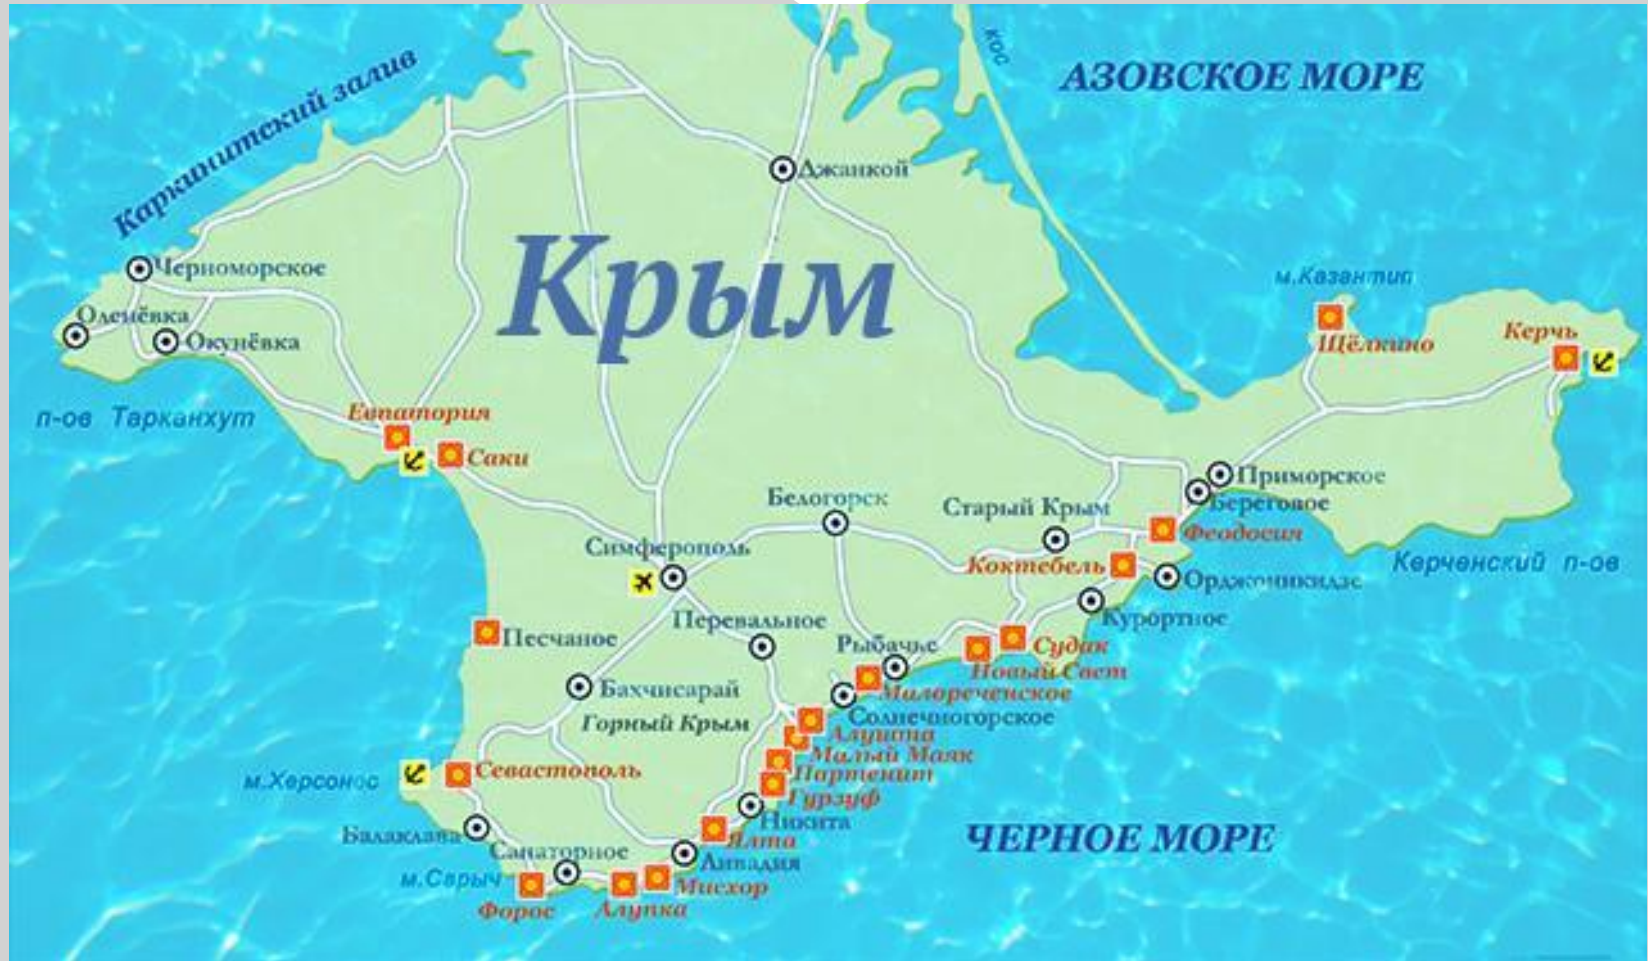 кос
АЗОВСКОЕ МОРЕ
Каркинитский залив
Джанкой
Крым
Черноморское
м.Казантип
Оленёвка
Окунёвка
Керчь
Щёлкино
п-ов Тарканхут
Евпатория
Саки
Приморское
Белогорск
Береговое
Старый Крым
Феодосия
Симферополь
Коктебель
Керченский п-ов
Орджоникидзе
Курортное
Перевальное
Песчаное
Рыбачье
Судак
Новый Свет
Бахчисарай
Малореченское
Горный Крым
Солнечногорское
Алушта
Малый Маяк
Севастополь
Партенит
м.Херсонес
Гурзуф
Никита
Балаклава
ЧЕРНОЕ МОРЕ
Ялта
Санаторное
Ливадия
м.Сарыч
Мисхор
Форос
Алупка